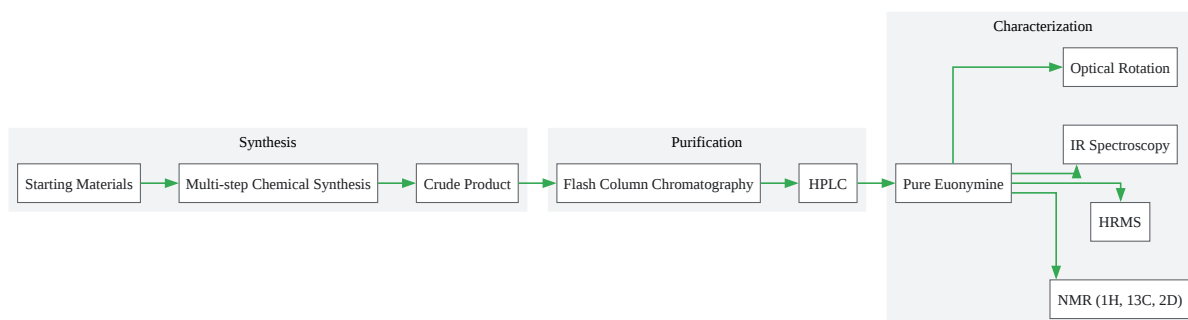 Synthesis
Starting Materials
Multi-step Chemical Synthesis
Crude Product
Purification
Flash Column Chromatography
HPLC
Characterization
Pure Euonymine
Optical Rotation
IR Spectroscopy
HRMS
NMR (1H, 13C, 2D)